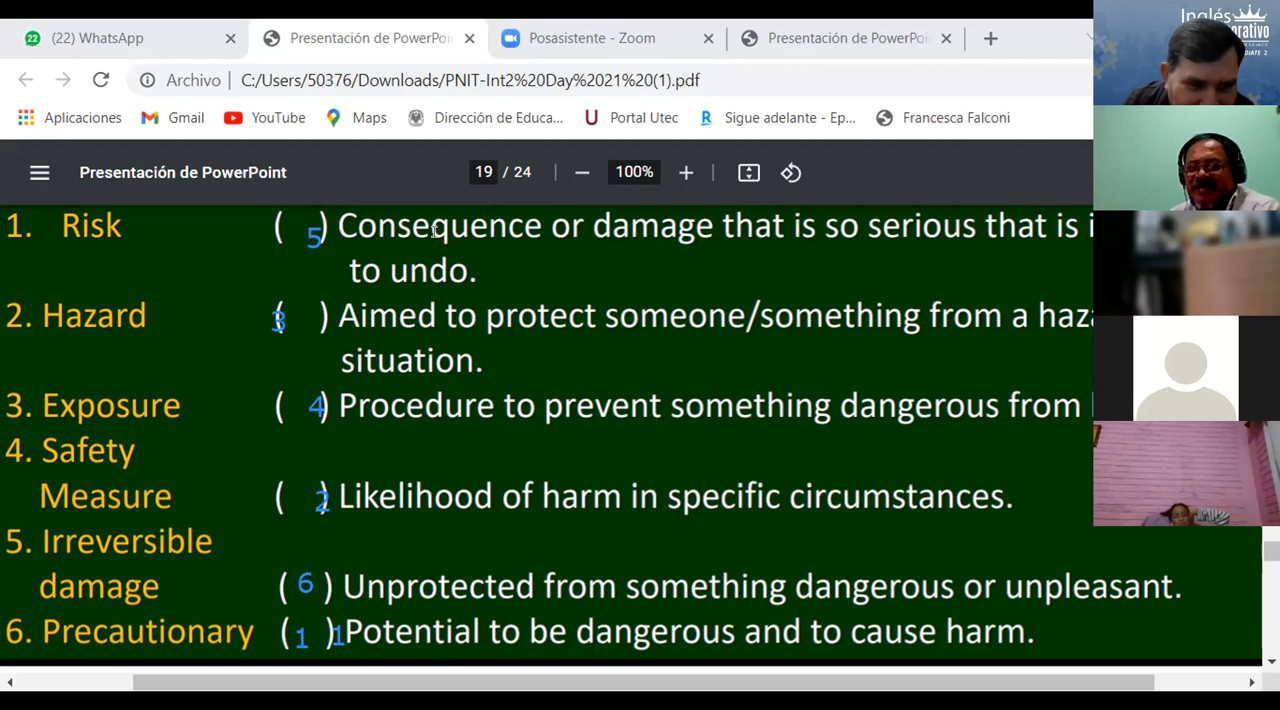 Inglés
(22) WhatsApp Presentación de PowerPoi Posasistente - Zoom Presentación de PowerPoi
Archivo C:/Users/50376/Downloads/PNIT-Int2%20Day%2021%20(1).pdf
Aplicaciones Gmail YouTube Maps Dirección de Educa... Portal Utec Sigue adelante - Ep... Francesca Falconi
Presentación de PowerPoint 19 / 24 100%
1. Risk ( 5 ) Consequence or damage that is so serious that is
to undo.
2. Hazard ( 3 ) Aimed to protect someone/something from a
situation.
3. Exposure ( 4 ) Procedure to prevent something dangerous from
4. Safety
Measure ( 2 ) Likelihood of harm in specific circumstances.
5. Irreversible
damage ( 6 ) Unprotected from something dangerous or unpleasant.
6. Precautionary ( 1 ) 1 Potential to be dangerous and to cause harm.